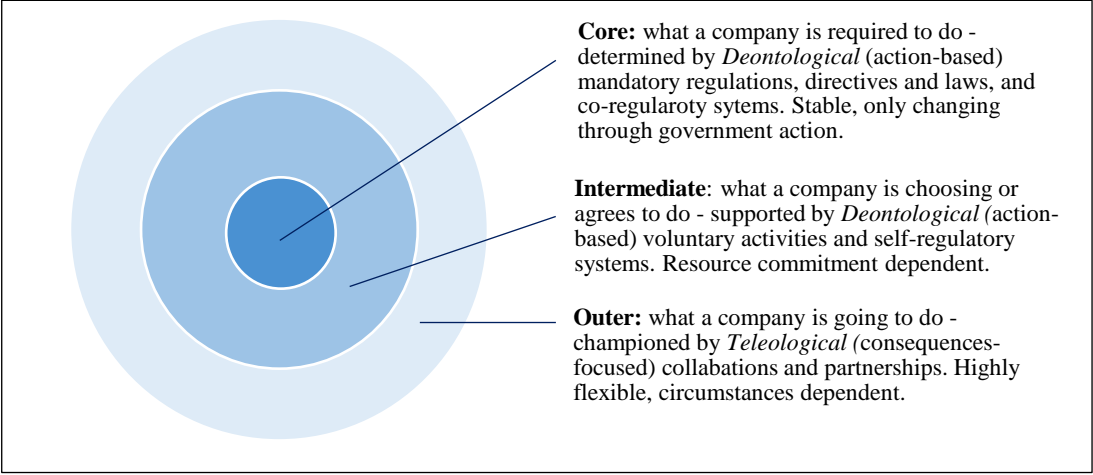 Core: what a company is required to do -
determined by Deontological (action-based)
mandatory regulations, directives and laws, and
co-regularoty sytems. Stable, only changing
through government action.
Intermediate: what a company is choosing or
agrees to do - supported by Deontological (action-
based) voluntary activities and self-regulatory
systems. Resource commitment dependent.
Outer: what a company is going to do -
championed by Teleological (consequences-
focused) collabations and partnerships. Highly
flexible, circumstances dependent.